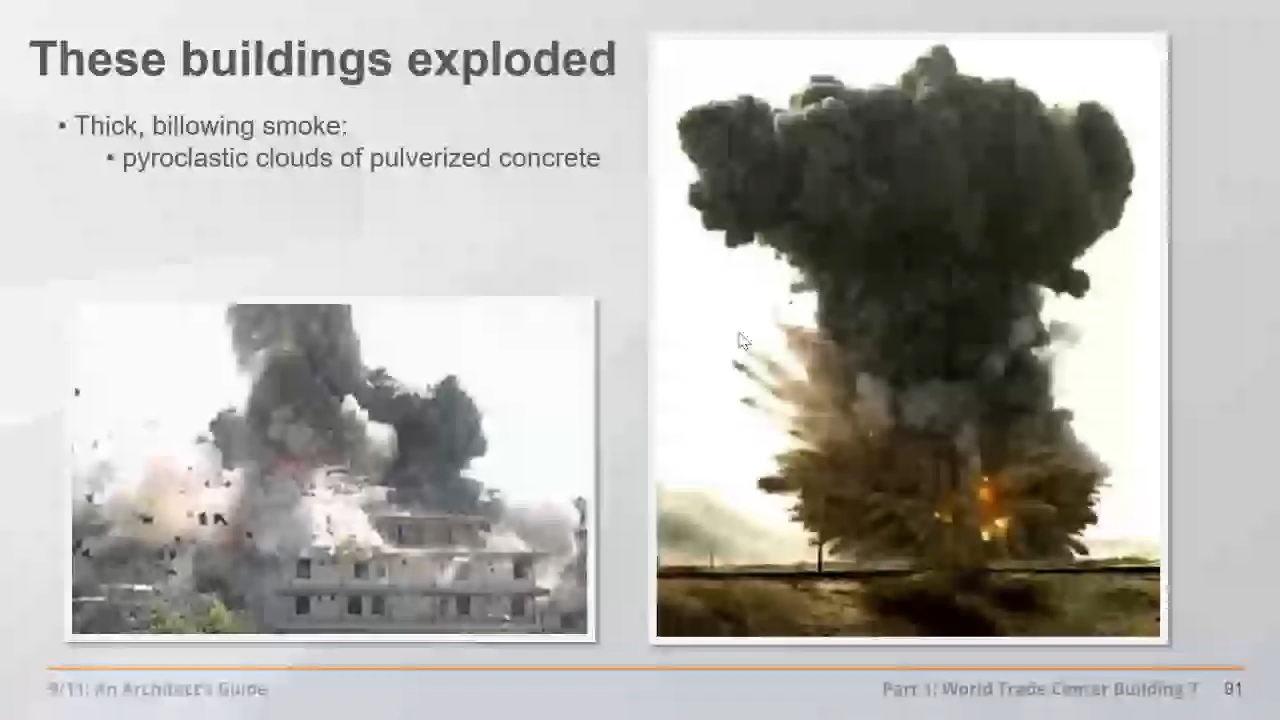 These buildings exploded
• Thick, billowing smoke:
• pyroclastic clouds of pulverized concrete
9/11: An Architect's Guide
Part 1: World Trade Center Building 7
91